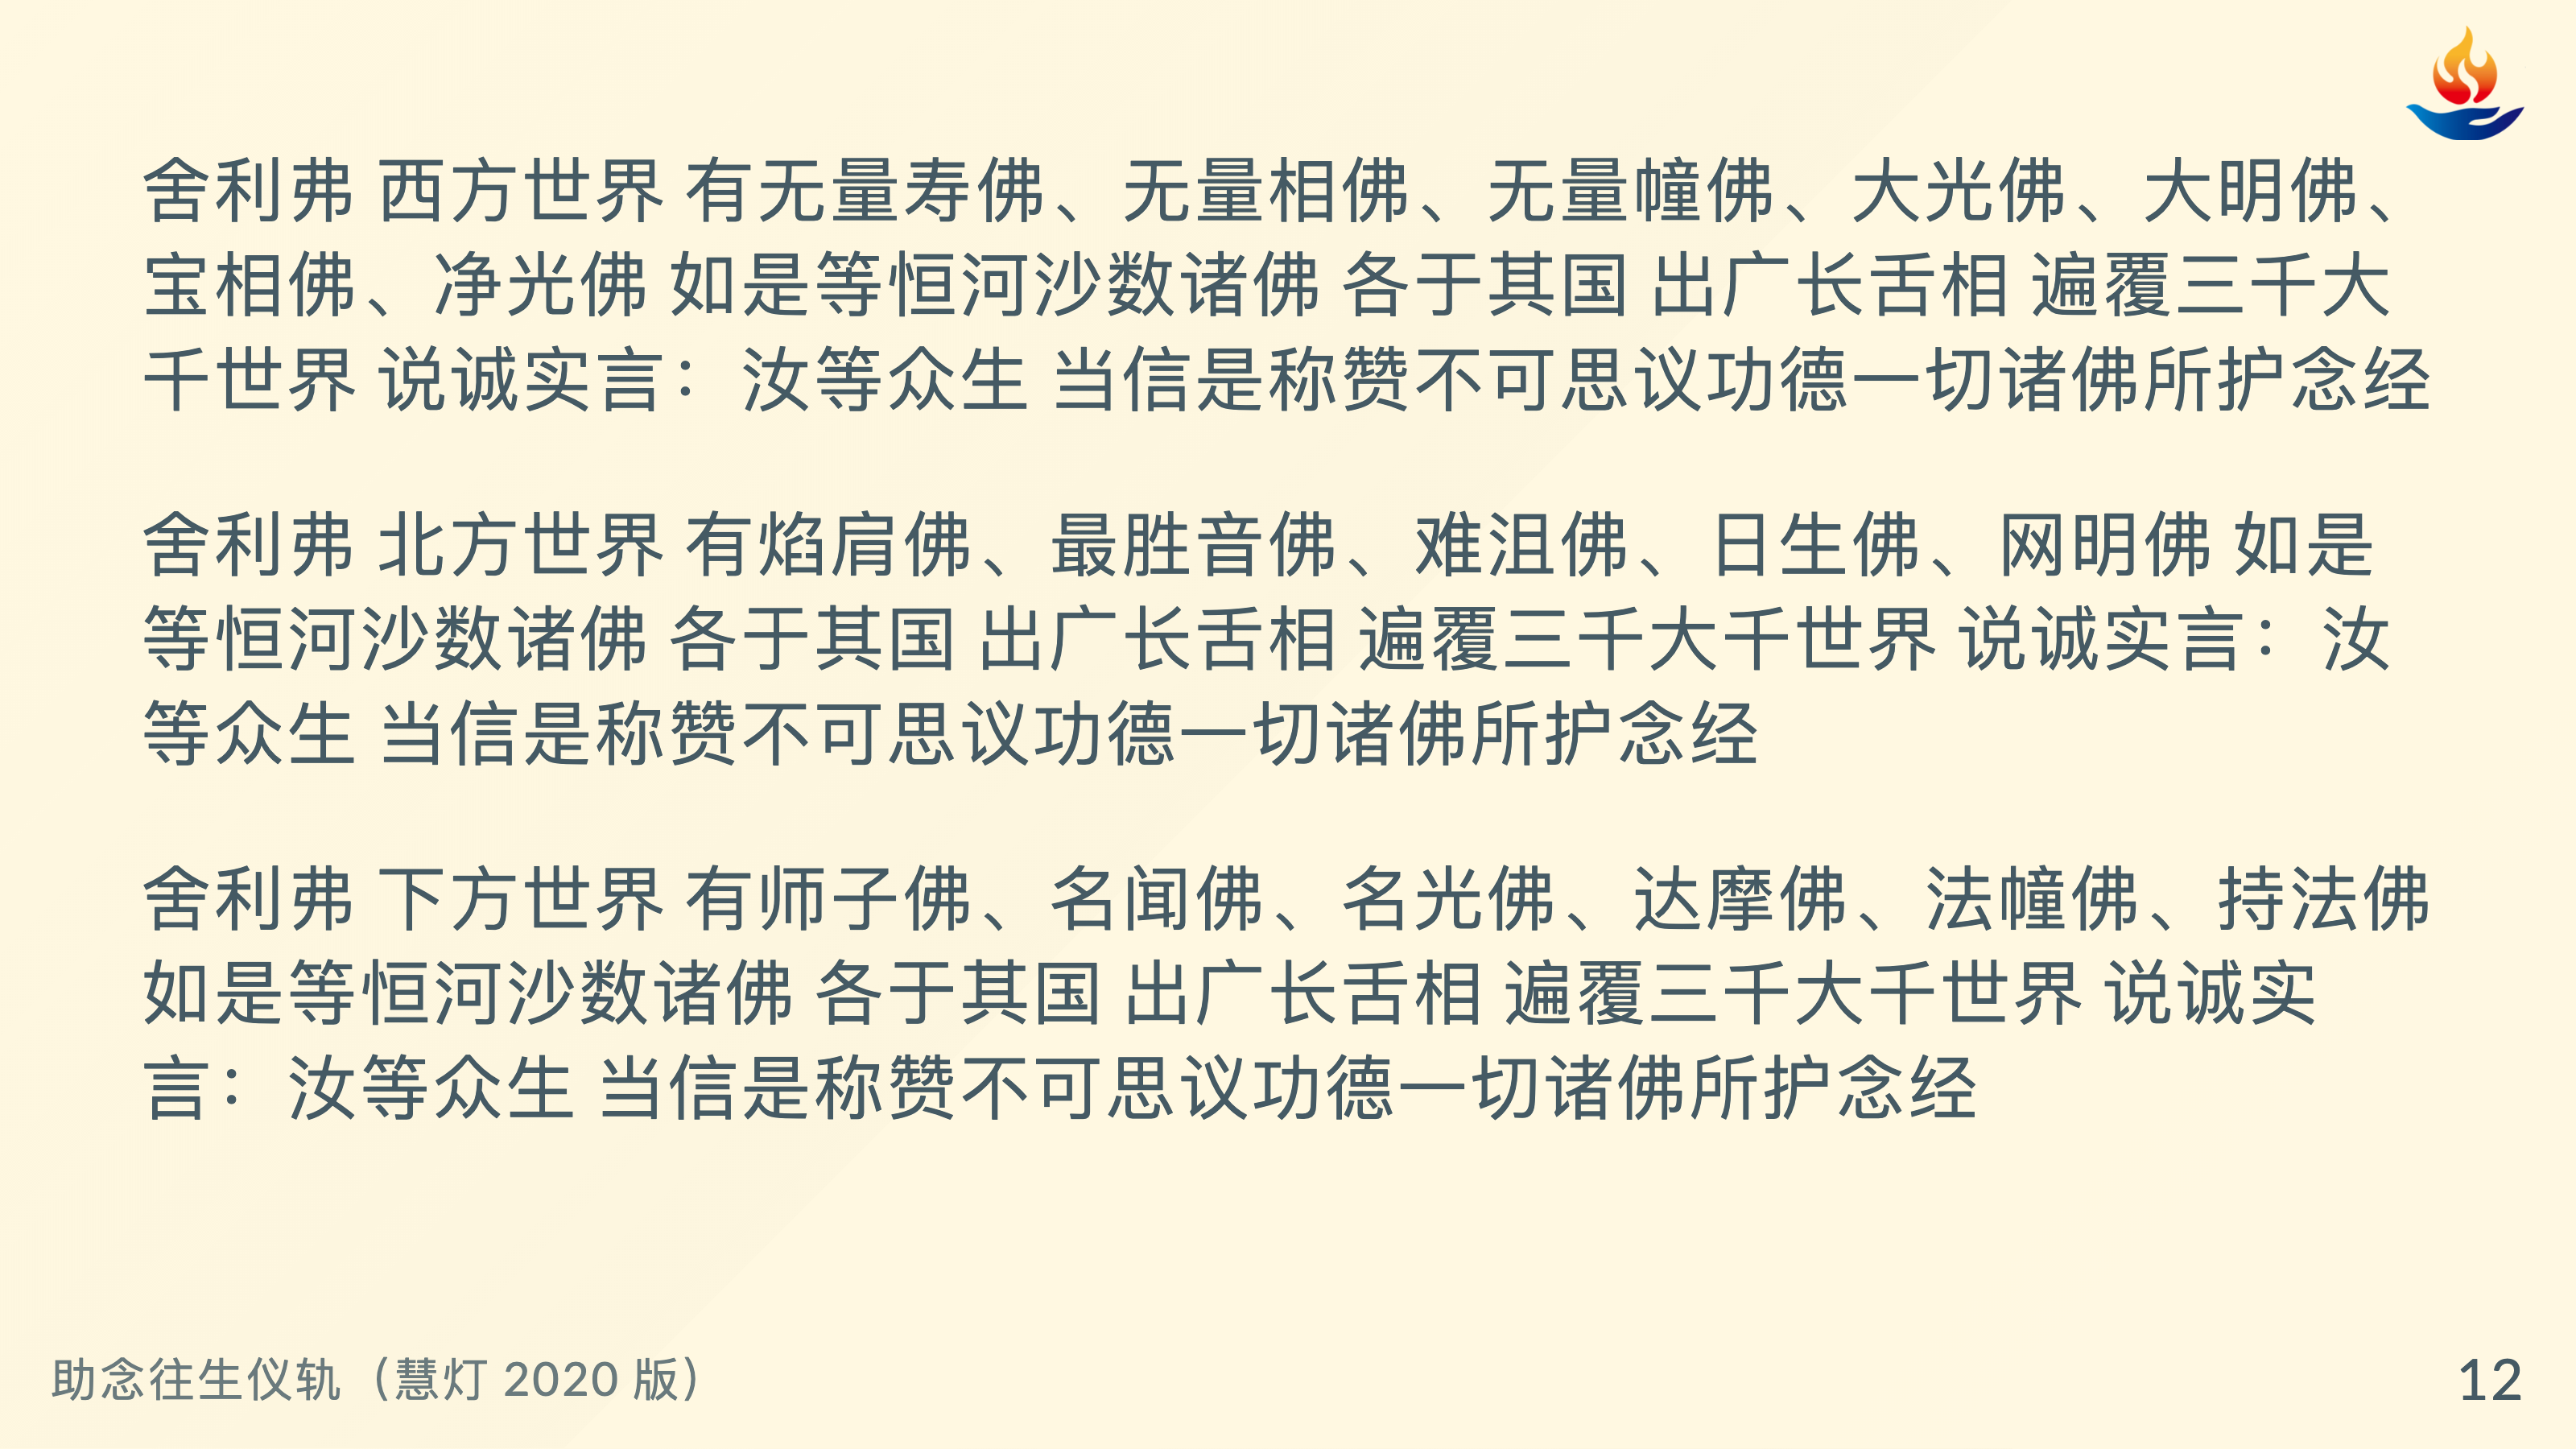 舍利弗 西方世界 有无量寿佛、无量相佛、无量幢佛、大光佛、大明佛、
宝相佛、净光佛 如是等恒河沙数诸佛 各于其国 出广长舌相 遍覆三千大
千世界 说诚实言：汝等众生 当信是称赞不可思议功德一切诸佛所护念经
舍利弗 北方世界 有焰肩佛、最胜音佛、难沮佛、日生佛、网明佛 如是
等恒河沙数诸佛 各于其国 出广长舌相 遍覆三千大千世界 说诚实言：汝
等众生 当信是称赞不可思议功德一切诸佛所护念经
舍利弗 下方世界 有师子佛、名闻佛、名光佛、达摩佛、法幢佛、持法佛
如是等恒河沙数诸佛 各于其国 出广长舌相 遍覆三千大千世界 说诚实
言：汝等众生 当信是称赞不可思议功德一切诸佛所护念经
助念往生仪轨（慧灯 2020 版）
12